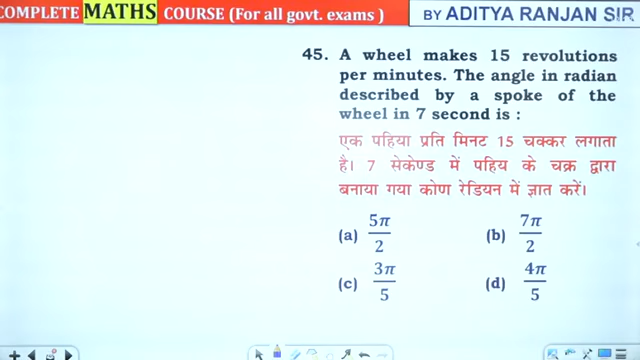 COMPLETE MATHS COURSE (For all govt. exams )
BY ADITYA RANJAN SIR
45. A wheel makes 15 revolutions
per minutes. The angle in radian
described by a spoke of the
wheel in 7 second is :
एक पहिया प्रति मिनट 15 चक्कर लगाता
है। 7 सेकेण्ड में पहिय के चक्र द्वारा
बनाया गया कोण रेडियन में ज्ञात करें।
(a) 5π/2 (b) 7π/2
(c) 3π/5 (d) 4π/5